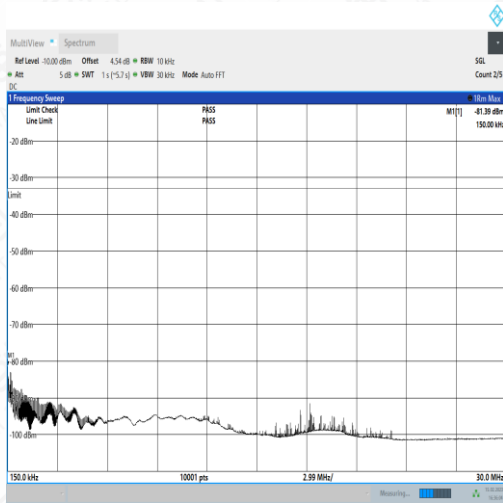 MultiView
Spectrum
Ref Level -10.00 dBm Offset 4.54 dB RBW 10 kHz
SGL
Att 5 dB SWT 1 s (~5.7 s) VBW 30 kHz Mode Auto FFT
Count 2/5
DC
1 Frequency Sweep
1Rm Max
Limit Check PASS
M1[1] -81.39 dBm
Line Limit PASS
150.00 kHz
-20 dBm
-30 dBm
Limit
-40 dBm
-50 dBm
-60 dBm
-70 dBm
M1
-80 dBm
-100 dBm
150.0 kHz
10001 pts
2.99 MHz/
30.0 MHz
Measuring...